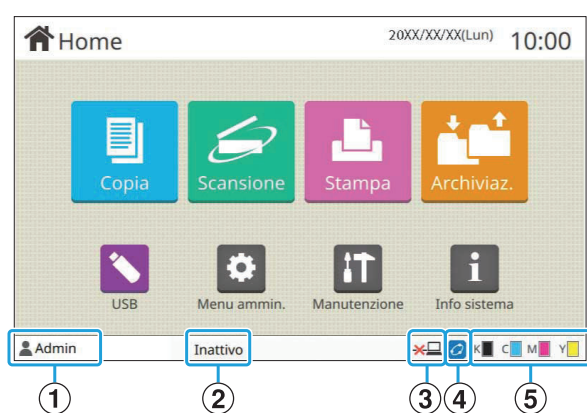 Home 20XX/XX/XX(Lun) 10:00
Copia Scansione Stampa Archiviaz.
USB Menu ammin. Manutenzione Info sistema
Admin Inattivo K C M Y
1 2 3 4 5